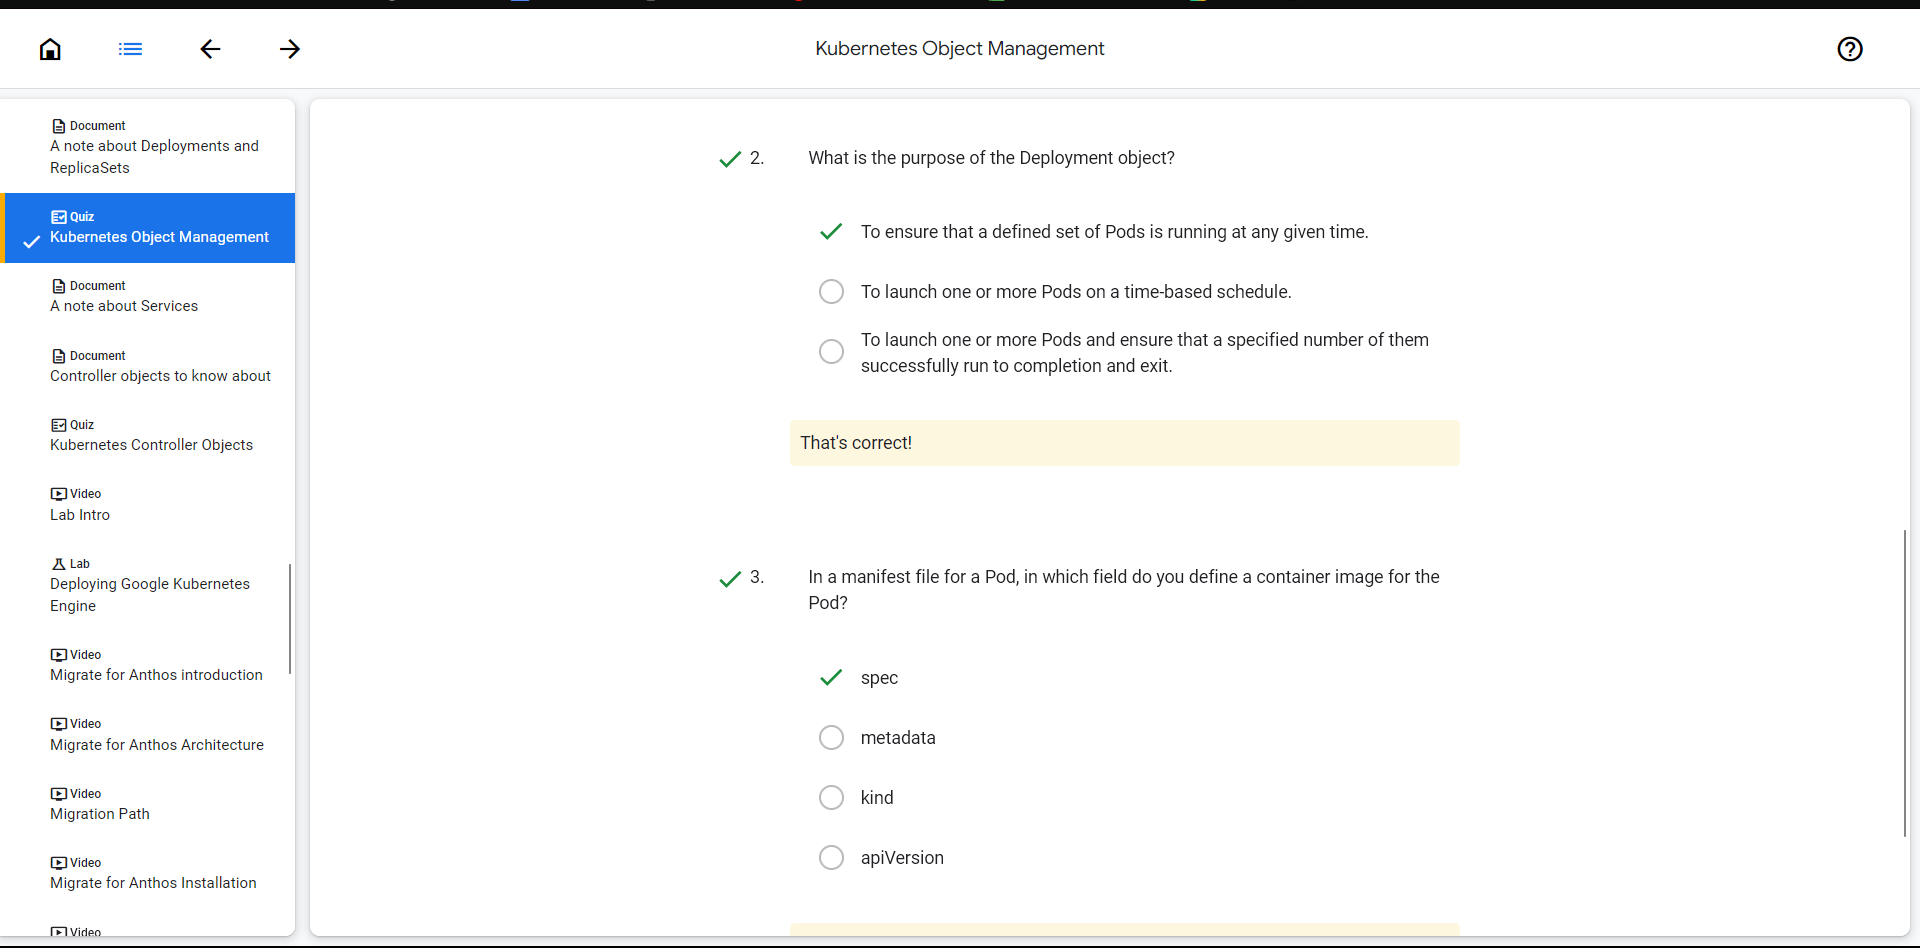 Kubernetes Object Management
Document
A note about Deployments and
ReplicaSets
Quiz
Kubernetes Object Management
Document
A note about Services
Document
Controller objects to know about
Quiz
Kubernetes Controller Objects
Video
Lab Intro
Lab
Deploying Google Kubernetes
Engine
Video
Migrate for Anthos introduction
Video
Migrate for Anthos Architecture
Video
Migration Path
Video
Migrate for Anthos Installation
Video
2. What is the purpose of the Deployment object?
To ensure that a defined set of Pods is running at any given time.
To launch one or more Pods on a time-based schedule.
To launch one or more Pods and ensure that a specified number of them
successfully run to completion and exit.
That's correct!
3. In a manifest file for a Pod, in which field do you define a container image for the
Pod?
spec
metadata
kind
apiVersion